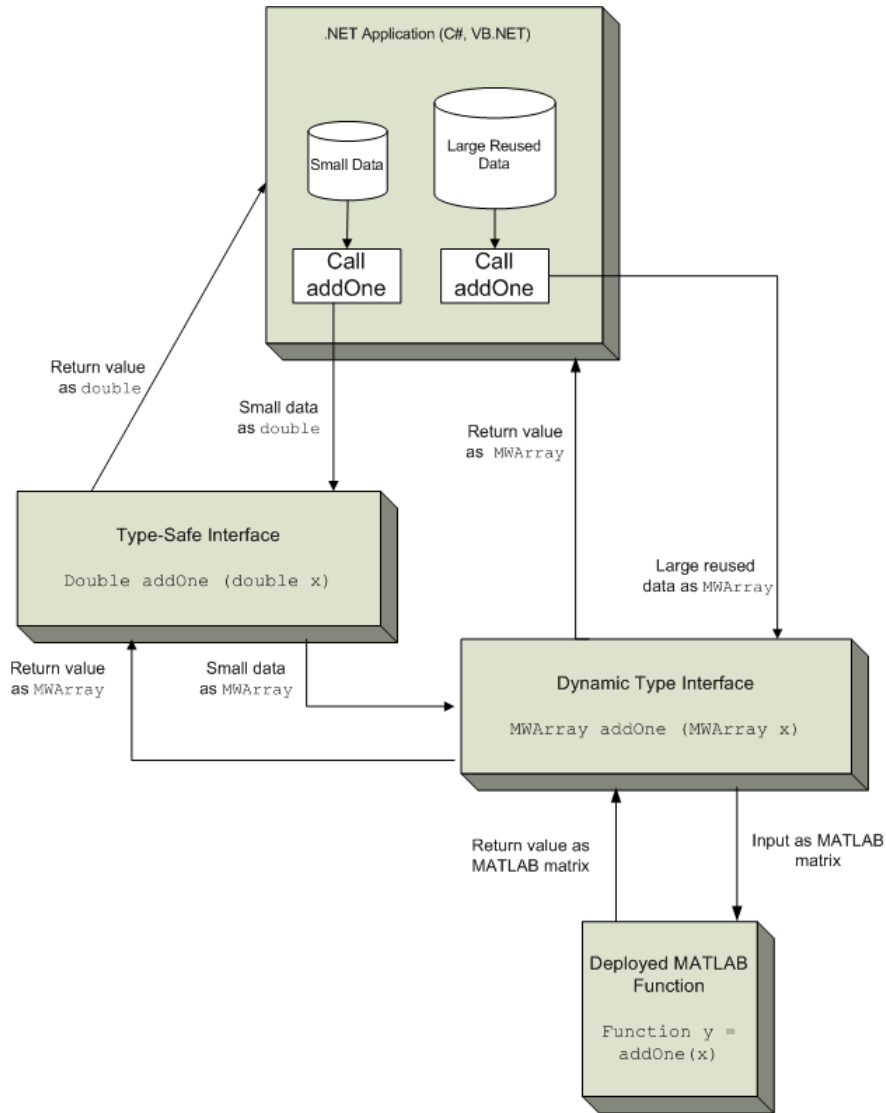 .NET Application (C#, VB.NET)
Small Data
Large Reused
Data
Call
addOne
Call
addOne
Return value
as double
Small data
as double
Return value
as MWArray
Type-Safe Interface
Double addOne (double x)
Large reused
data as MWArray
Return value
as MWArray
Small data
as MWArray
Dynamic Type Interface
MWArray addOne (MWArray x)
Return value as
MATLAB matrix
Input as MATLAB
matrix
Deployed MATLAB
Function
Function y =
addOne(x)